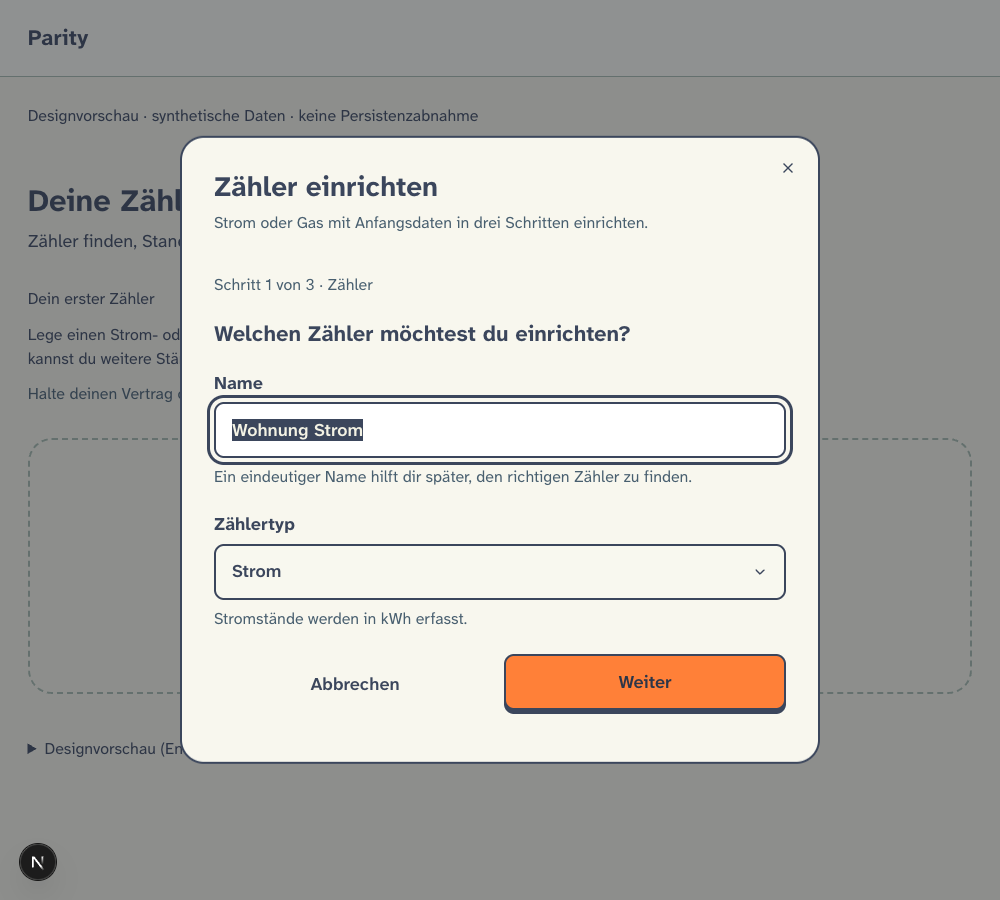 Parity
Designvorschau · synthetische Daten · keine Persistenzabnahme
Deine Zähl
Zähler finden, Stand
Dein erster Zähler
Lege einen Strom- od
kannst du weitere Stä
Halte deinen Vertrag
Zähler einrichten
×
Strom oder Gas mit Anfangsdaten in drei Schritten einrichten.
Schritt 1 von 3 · Zähler
Welchen Zähler möchtest du einrichten?
Name
Wohnung Strom
Ein eindeutiger Name hilft dir später, den richtigen Zähler zu finden.
Zählertyp
Strom
Stromstände werden in kWh erfasst.
Abbrechen
Weiter
Designvorschau (En
N